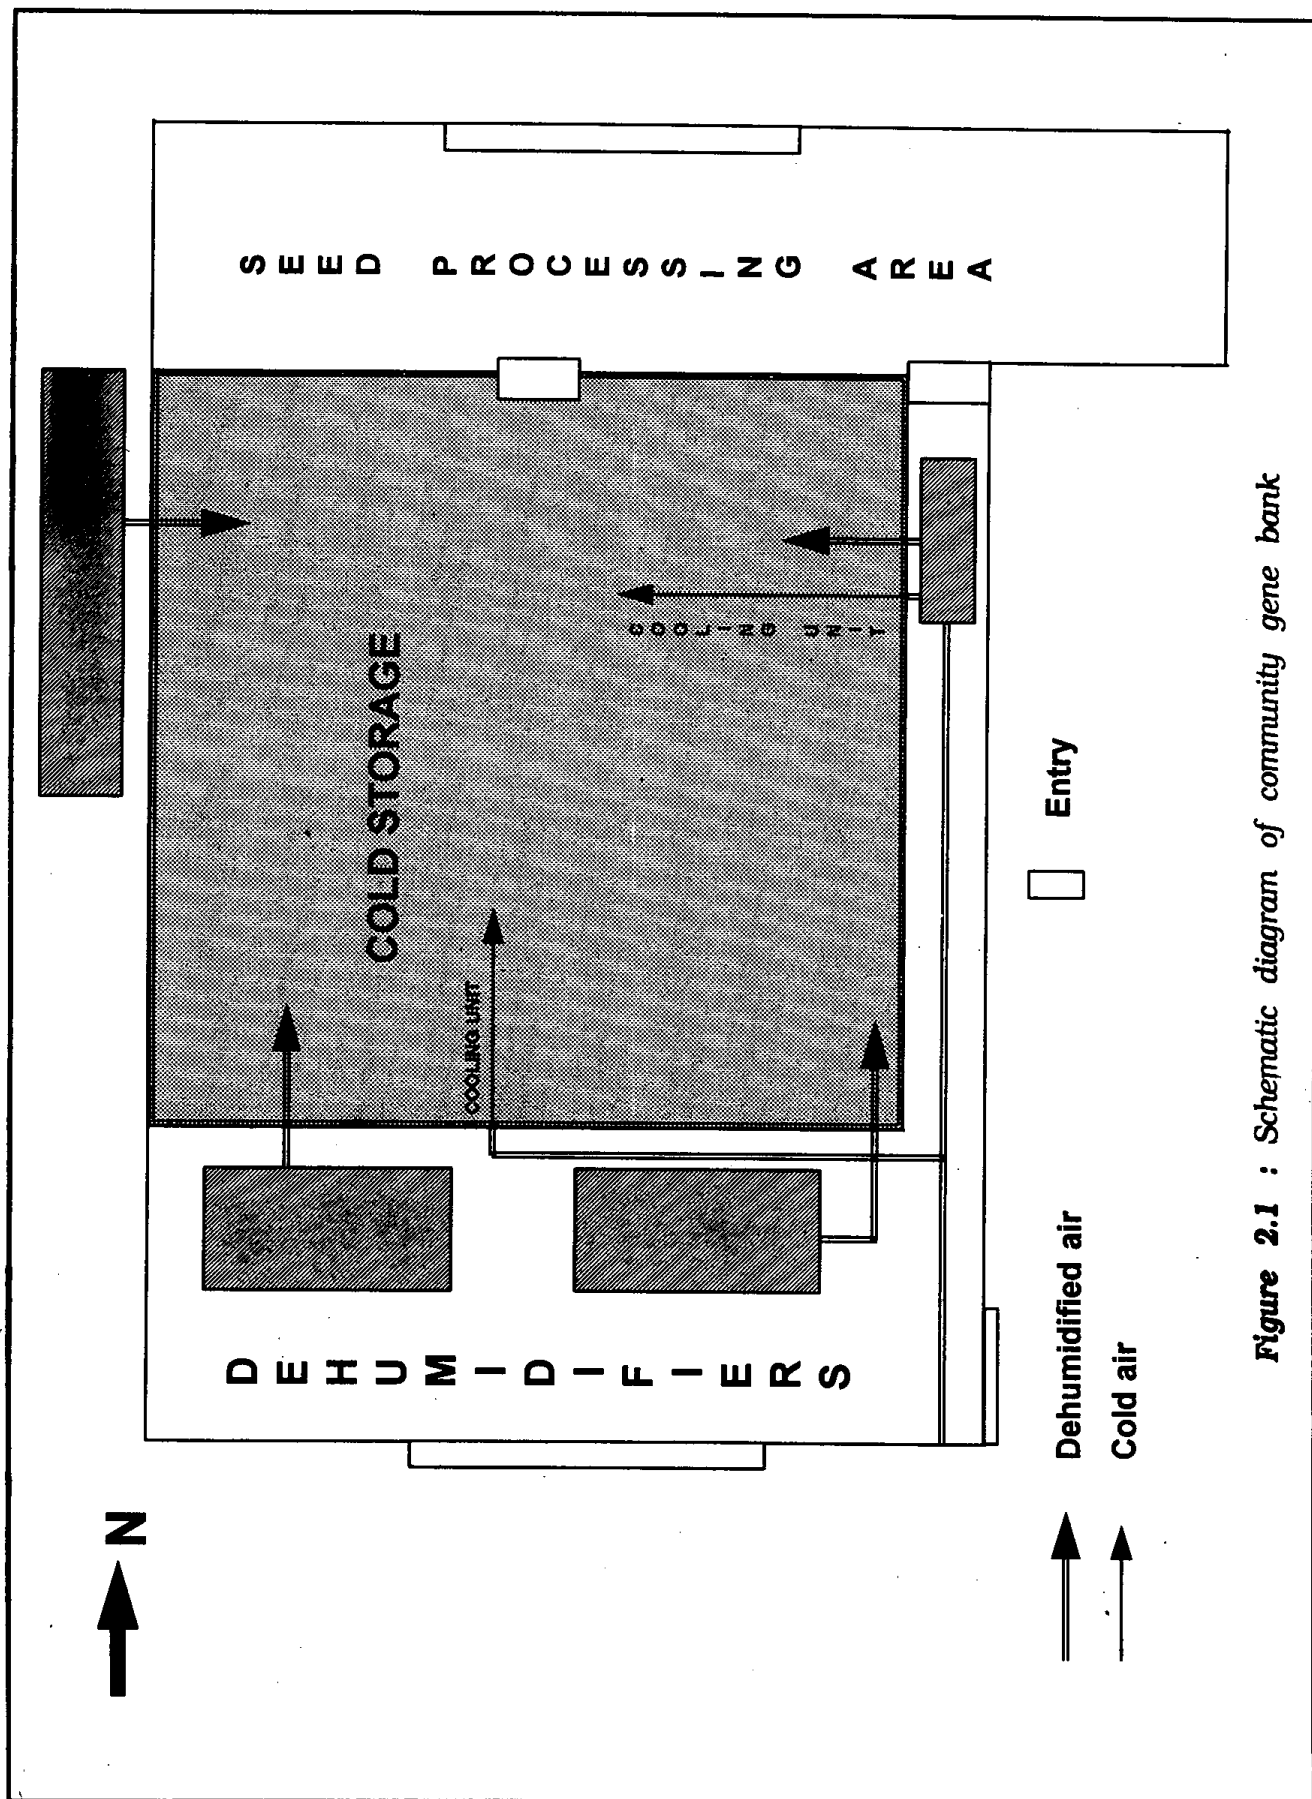 N
SEED PROCESSING AREA
COLD STORAGE
COOLING UNIT
COOLING UNIT
DEHUMIDIFIERS
Entry
Dehumidified air
Cold air
Figure 2.1 : Schematic diagram of community gene bank